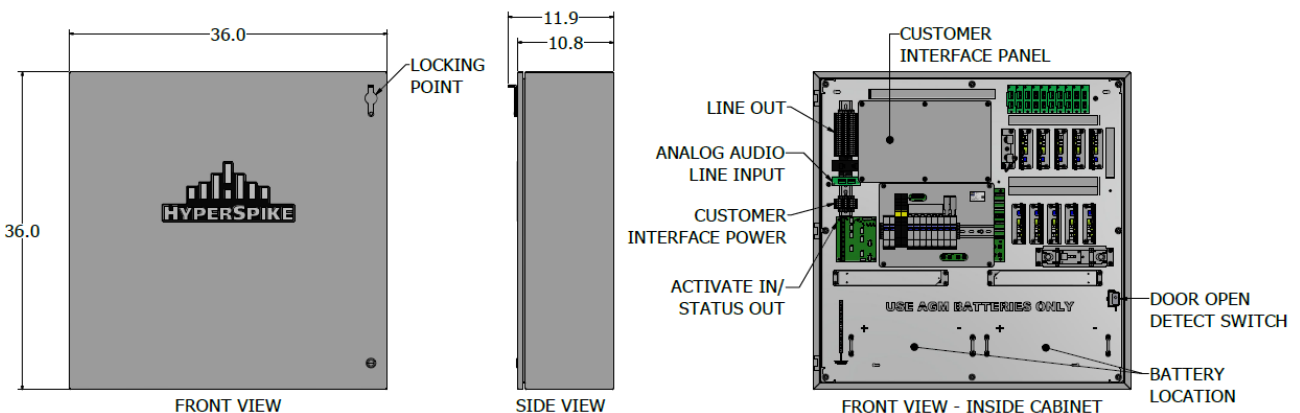 36.0
36.0
LOCKING
POINT
HYPERSPIKE
FRONT VIEW
11.9
10.8
SIDE VIEW
CUSTOMER
INTERFACE PANEL
LINE OUT
ANALOG AUDIO
LINE INPUT
CUSTOMER
INTERFACE POWER
ACTIVATE IN/
STATUS OUT
USE AGM BATTERIES ONLY
+ - + -
DOOR OPEN
DETECT SWITCH
BATTERY
LOCATION
FRONT VIEW - INSIDE CABINET